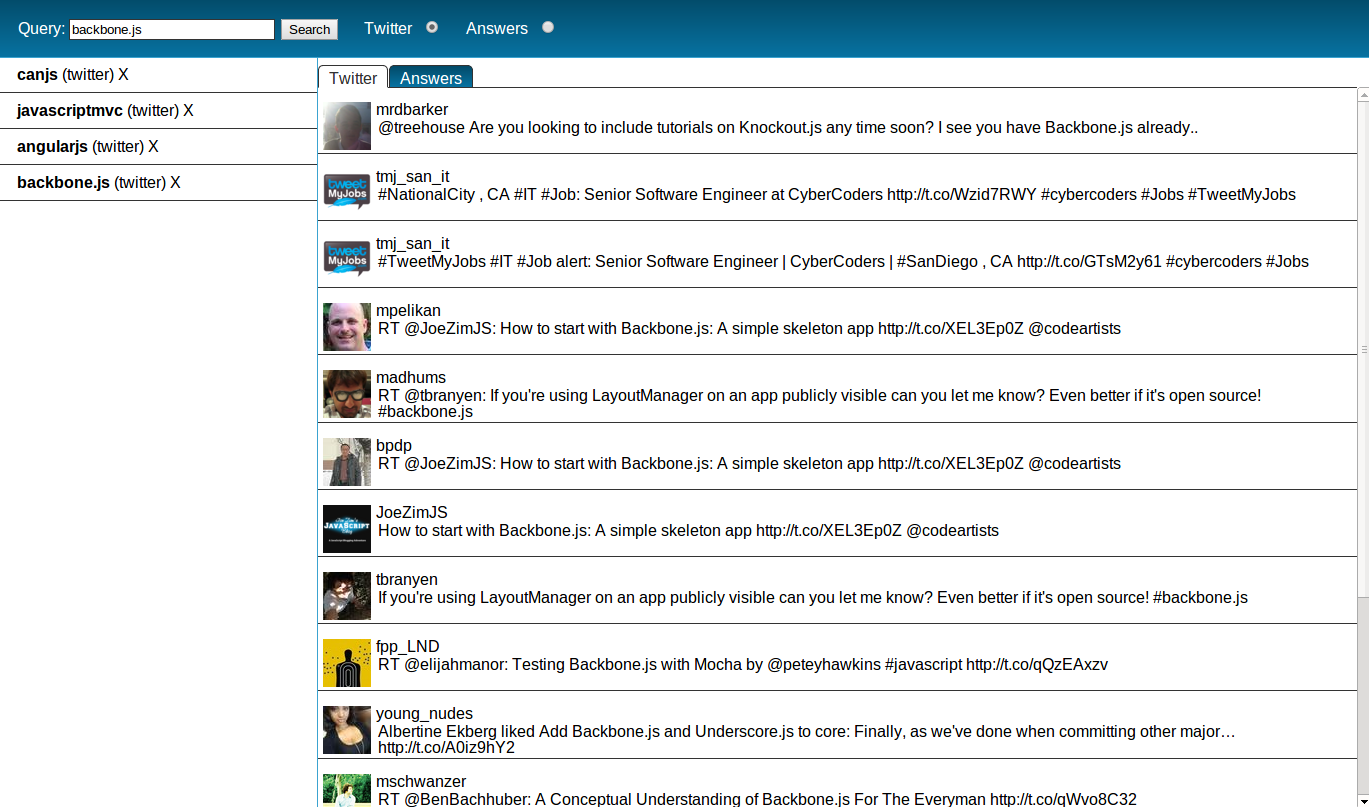 Query: backbone.js Search Twitter Answers
canjs (twitter) X
javascriptmvc (twitter) X
angularjs (twitter) X
backbone.js (twitter) X
Twitter Answers
mrdbarker
@treehouse Are you looking to include tutorials on Knockout.js any time soon? I see you have Backbone.js already..
tweet
MyJobs
tmj_san_it
#NationalCity , CA #IT #Job: Senior Software Engineer at CyberCoders http://t.co/Wzid7RWY #cybercoders #Jobs #TweetMyJobs
tweet
MyJobs
tmj_san_it
#TweetMyJobs #IT #Job alert: Senior Software Engineer | CyberCoders | #SanDiego , CA http://t.co/GTsM2y61 #cybercoders #Jobs
mpelikan
RT @JoeZimJS: How to start with Backbone.js: A simple skeleton app http://t.co/XEL3Ep0Z @codeartists
madhums
RT @tbranyen: If you're using LayoutManager on an app publicly visible can you let me know? Even better if it's open source!
#backbone.js
bpdp
RT @JoeZimJS: How to start with Backbone.js: A simple skeleton app http://t.co/XEL3Ep0Z @codeartists
JAVASCRIPT
JoeZimJS
How to start with Backbone.js: A simple skeleton app http://t.co/XEL3Ep0Z @codeartists
tbranyen
If you're using LayoutManager on an app publicly visible can you let me know? Even better if it's open source! #backbone.js
fpp_LND
RT @elijahmanor: Testing Backbone.js with Mocha by @peteyhawkins #javascript http://t.co/qQzEAxzv
young_nudes
Albertine Ekberg liked Add Backbone.js and Underscore.js to core: Finally, as we've done when committing other major…
http://t.co/A0iz9hY2
mschwanzer
RT @BenBachhuber: A Conceptual Understanding of Backbone.js For The Everyman http://t.co/qWvo8C32